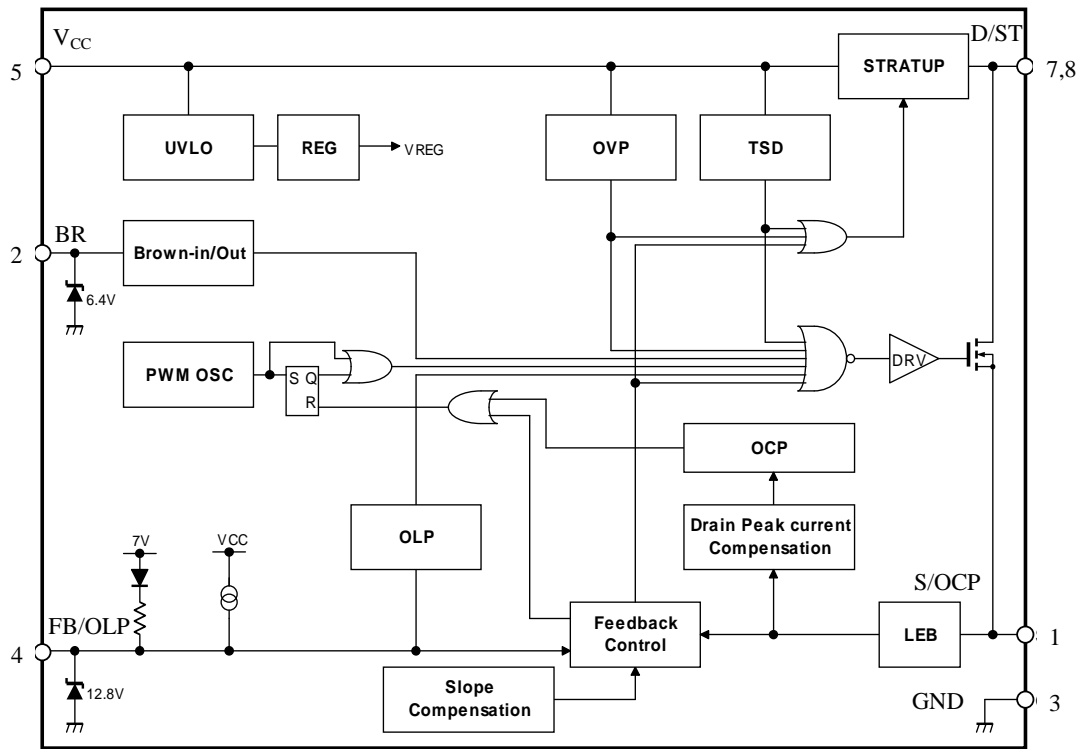 VCC
D/ST
5
STRATUP
7,8
UVLO
REG
VREG
OVP
TSD
BR
2
Brown-in/Out
6.4V
PWM OSC
S Q
R
DRV
OCP
7V
VCC
OLP
Drain Peak current
Compensation
S/OCP
FB/OLP
Feedback
Control
LEB
4
1
12.8V
Slope
Compensation
GND
3